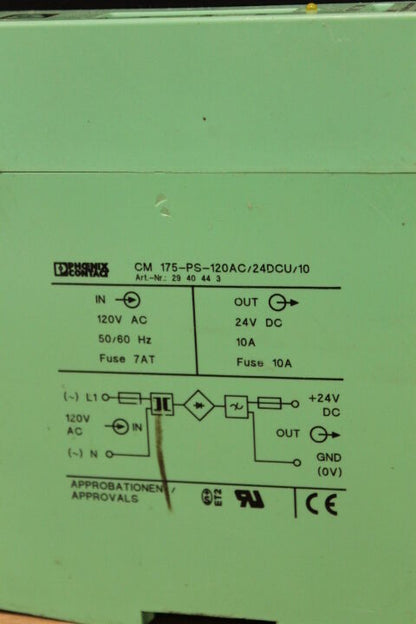 PHOENIX
CONTACT
CM 175-PS-120AC/24DCU/10
Art.-Nr.: 29 40 44 3
IN
120V AC
50/60 Hz
Fuse 7AT
OUT
24V DC
10A
Fuse 10A
(~) L1
+24V
DC
120V
AC
IN
OUT
(~) N
GND
(0V)
APPROBATIONEN/
APPROVALS
ET2
CE